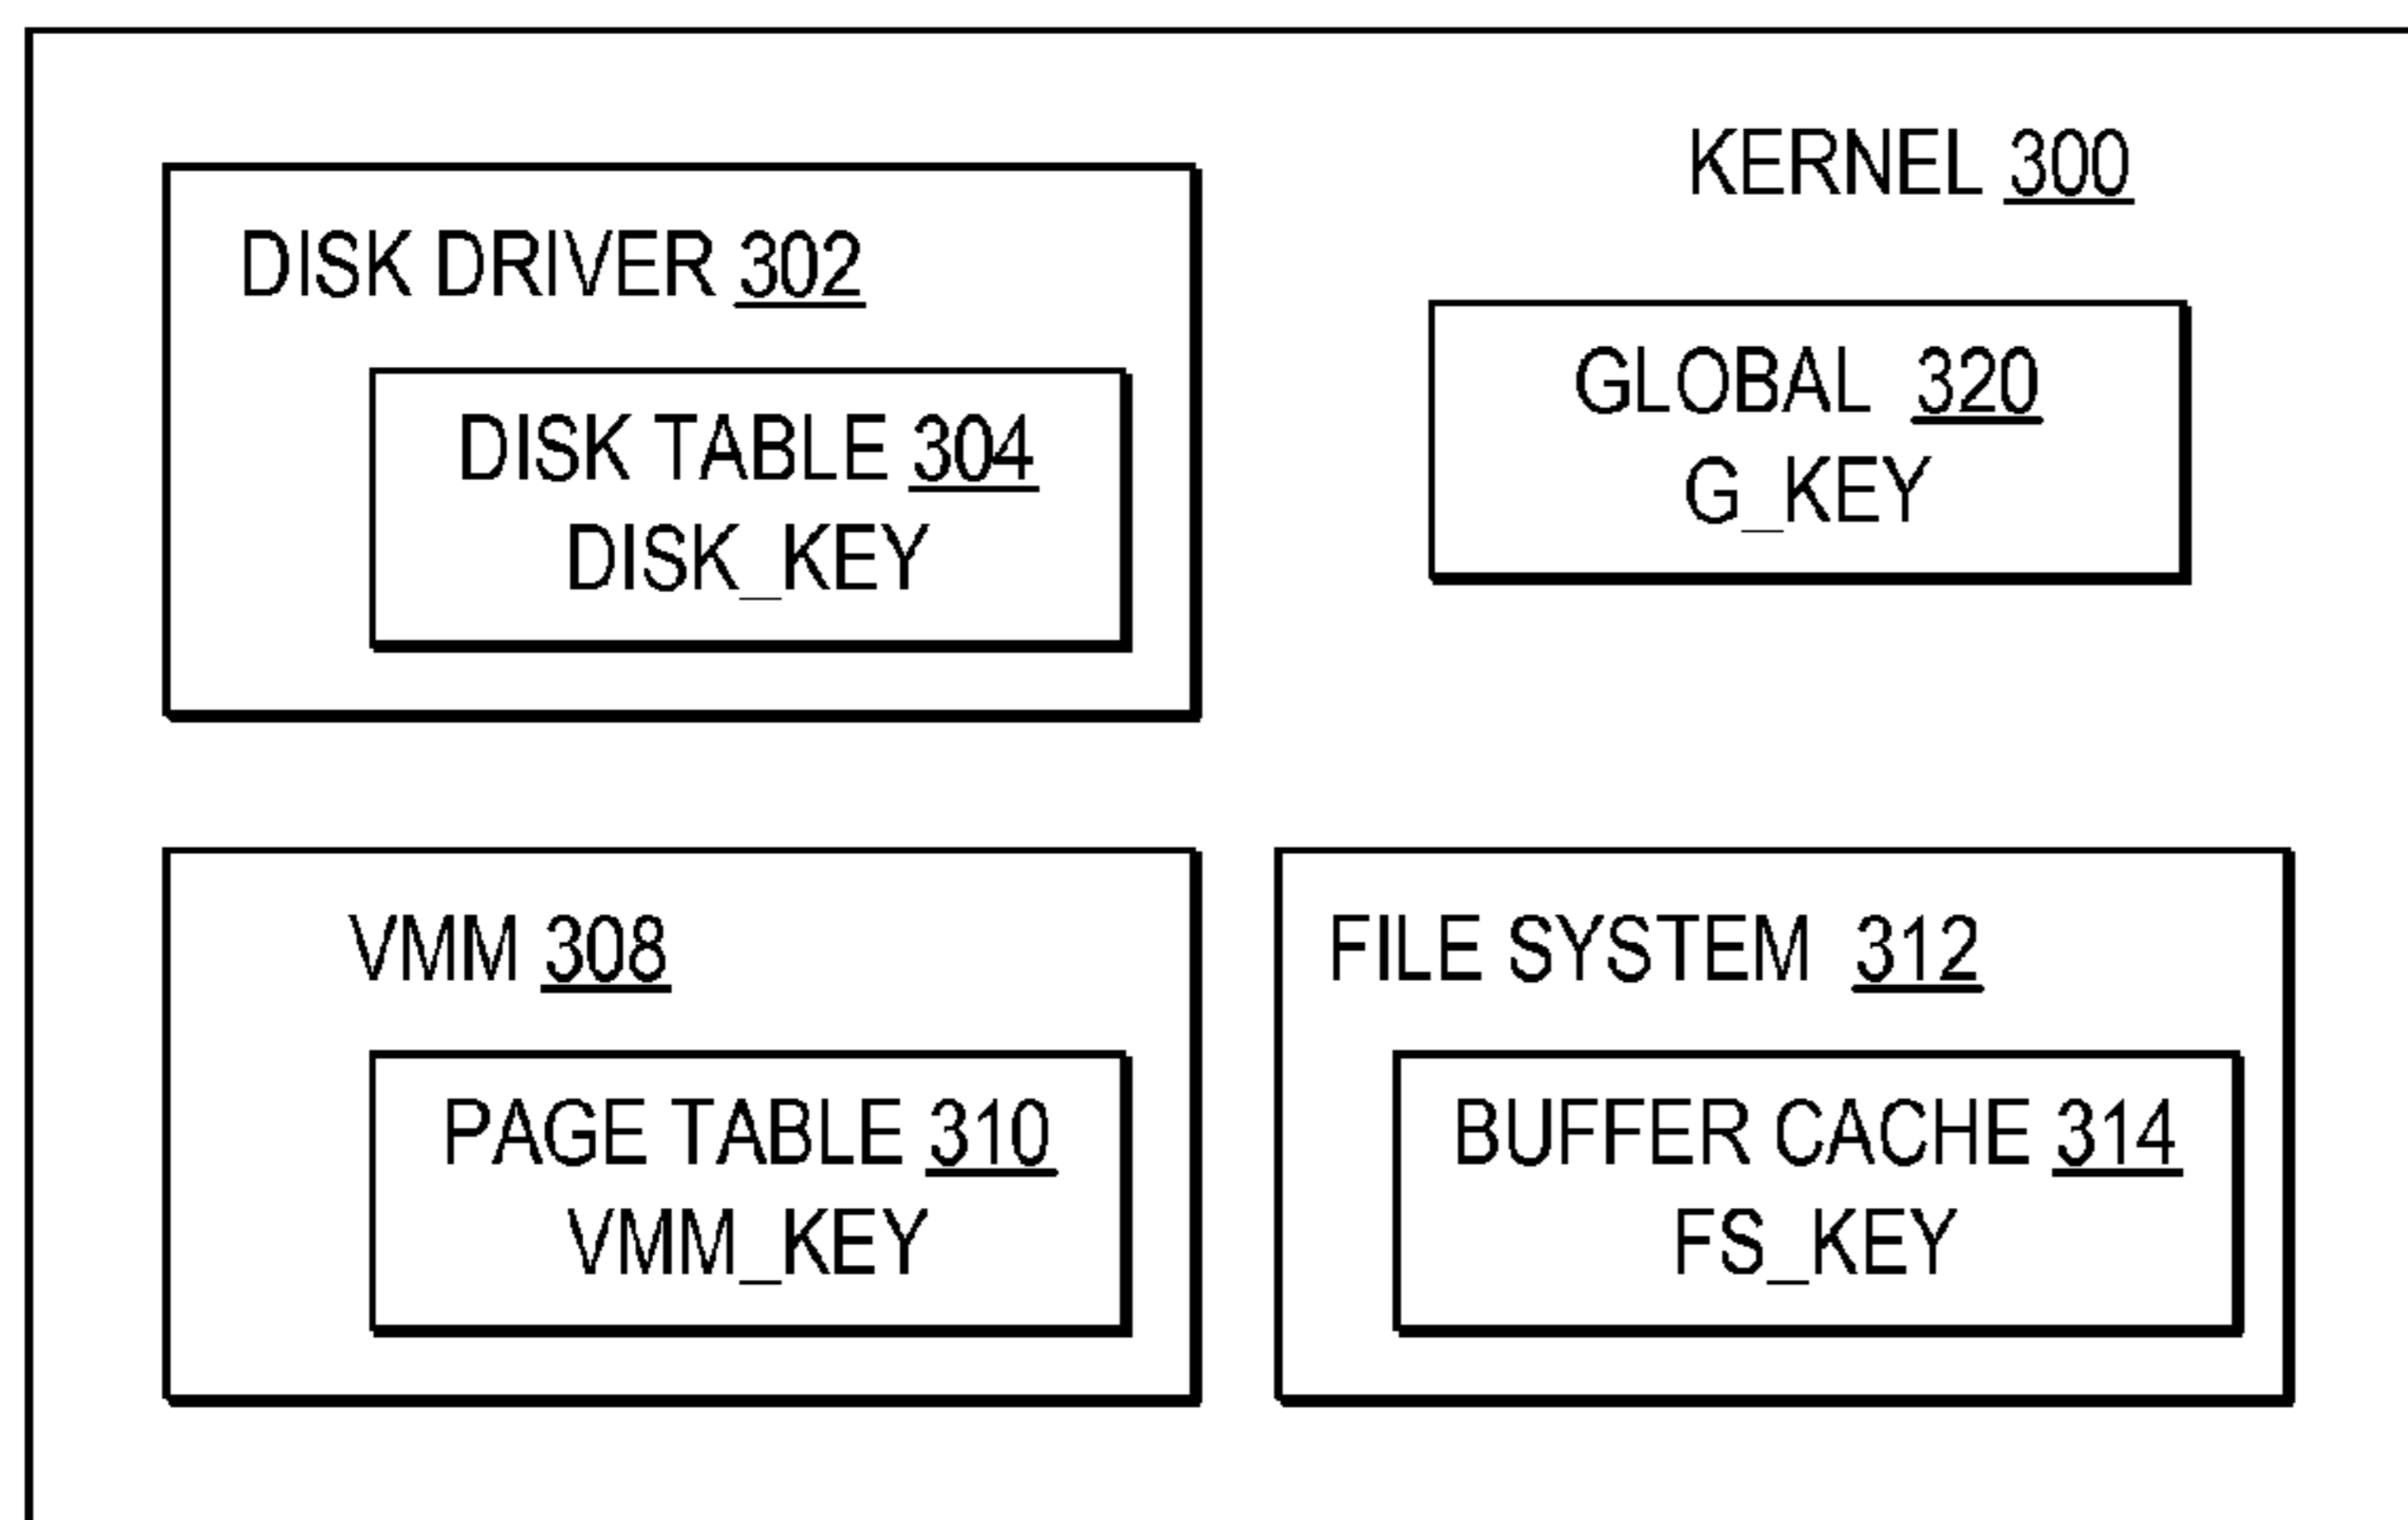 KERNEL 300
DISK DRIVER 302
DISK TABLE 304
DISK_KEY
GLOBAL 320
G_KEY
VMM 308
PAGE TABLE 310
VMM_KEY
FILE SYSTEM 312
BUFFER CACHE 314
FS_KEY